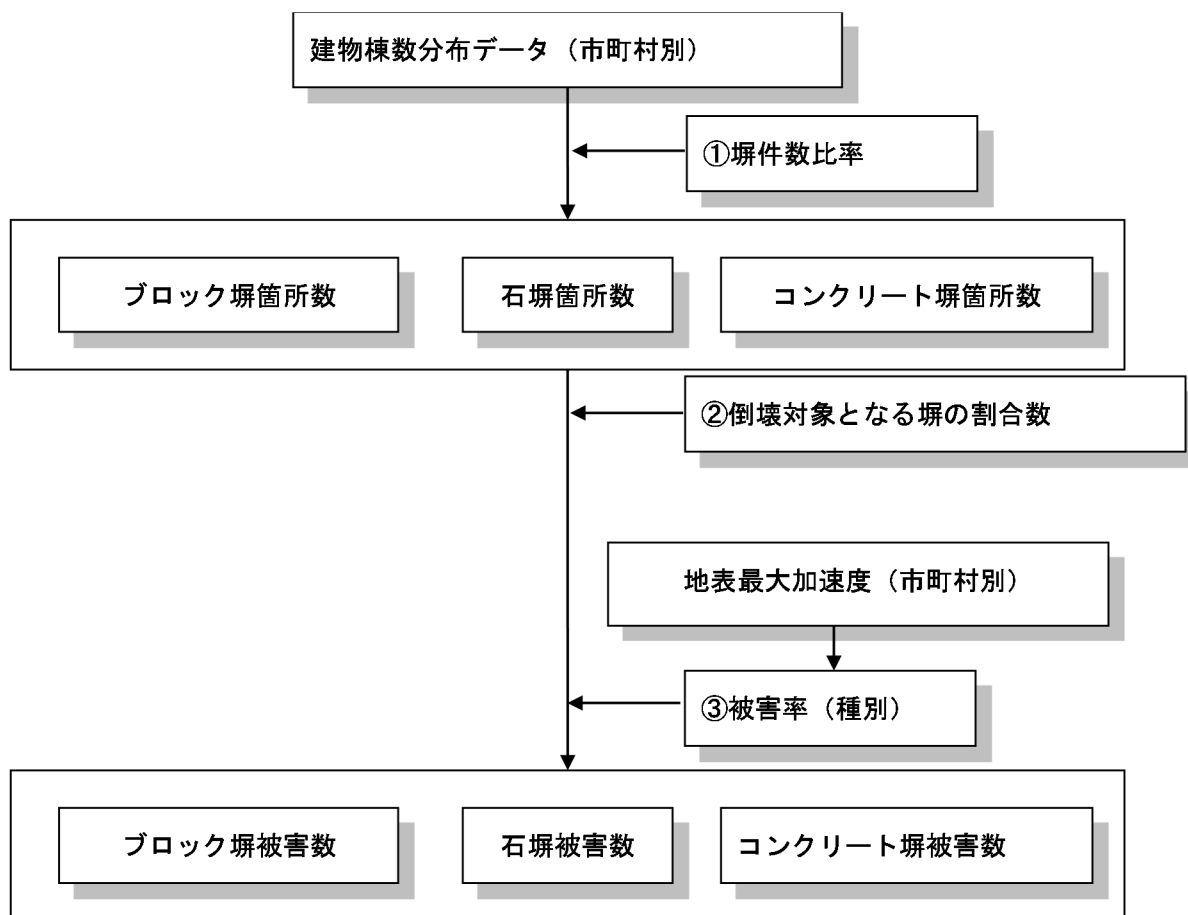 建物棟数分布データ（市町村別）
①塀件数比率
ブロック塀箇所数
石塀箇所数
コンクリート塀箇所数
②倒壊対象となる塀の割合数
地表最大加速度（市町村別）
③被害率（種別）
ブロック塀被害数
石塀被害数
コンクリート塀被害数